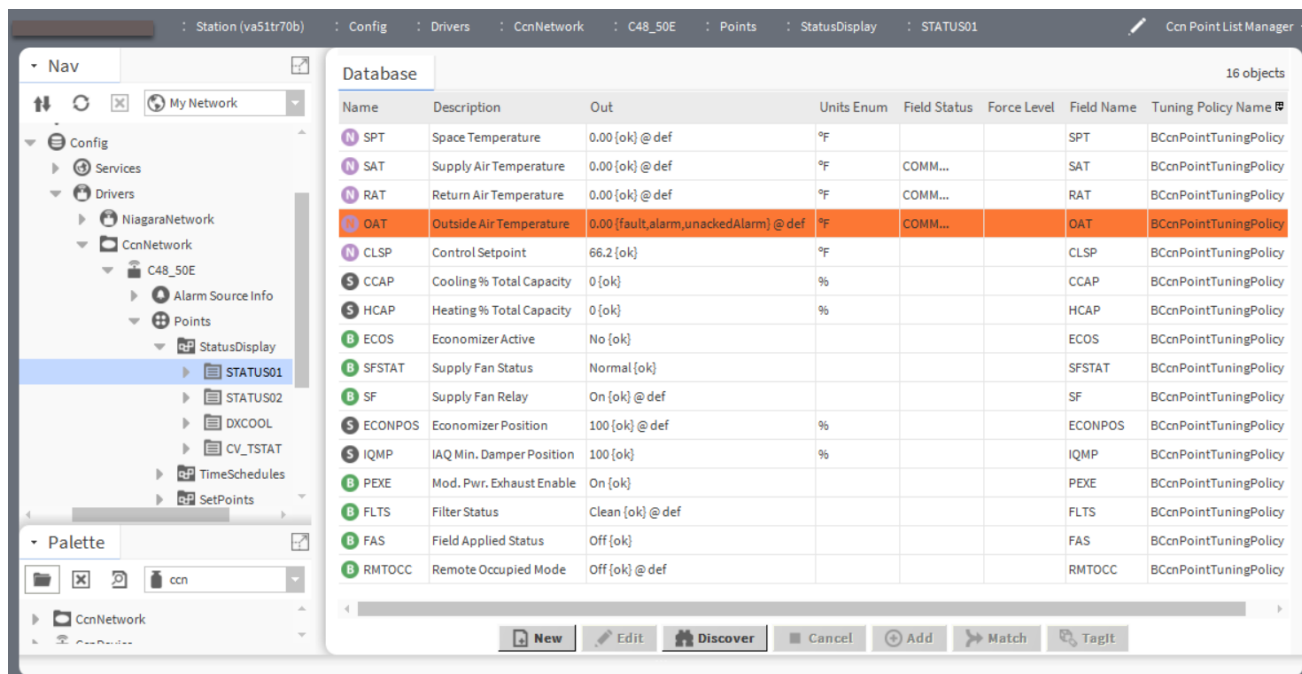 : Station (va51tr70b) : Config : Drivers : CcnNetwork : C48_50E : Points : StatusDisplay : STATUS01 Ccn Point List Manager
Nav
My Network
Config
Services
Drivers
NiagaraNetwork
CcnNetwork
C48_50E
Alarm Source Info
Points
StatusDisplay
STATUS01
STATUS02
DXCOOL
CV_TSTAT
TimeSchedules
SetPoints
Palette
ccn
CcnNetwork
Database 16 objects
Name Description Out Units Enum Field Status Force Level Field Name Tuning Policy Name
N SPT Space Temperature 0.00 {ok} @ def °F SPT BCcnPointTuningPolicy
N SAT Supply Air Temperature 0.00 {ok} @ def °F COMM... SAT BCcnPointTuningPolicy
N RAT Return Air Temperature 0.00 {ok} @ def °F COMM... RAT BCcnPointTuningPolicy
N OAT Outside Air Temperature 0.00 {fault,alarm,unackedAlarm} @ def °F COMM... OAT BCcnPointTuningPolicy
N CLSP Control Setpoint 66.2 {ok} °F CLSP BCcnPointTuningPolicy
S CCAP Cooling % Total Capacity 0 {ok} % CCAP BCcnPointTuningPolicy
S HCAP Heating % Total Capacity 0 {ok} % HCAP BCcnPointTuningPolicy
B ECOS Economizer Active No {ok} ECOS BCcnPointTuningPolicy
B SFSTAT Supply Fan Status Normal {ok} SFSTAT BCcnPointTuningPolicy
B SF Supply Fan Relay On {ok} @ def SF BCcnPointTuningPolicy
S ECONPOS Economizer Position 100 {ok} @ def % ECONPOS BCcnPointTuningPolicy
S IQMP IAQ Min. Damper Position 100 {ok} % IQMP BCcnPointTuningPolicy
B PEXE Mod. Pwr. Exhaust Enable On {ok} PEXE BCcnPointTuningPolicy
B FLTS Filter Status Clean {ok} @ def FLTS BCcnPointTuningPolicy
B FAS Field Applied Status Off {ok} FAS BCcnPointTuningPolicy
B RMTOCC Remote Occupied Mode Off {ok} @ def RMTOCC BCcnPointTuningPolicy
New Edit Discover Cancel Add Match TagIt